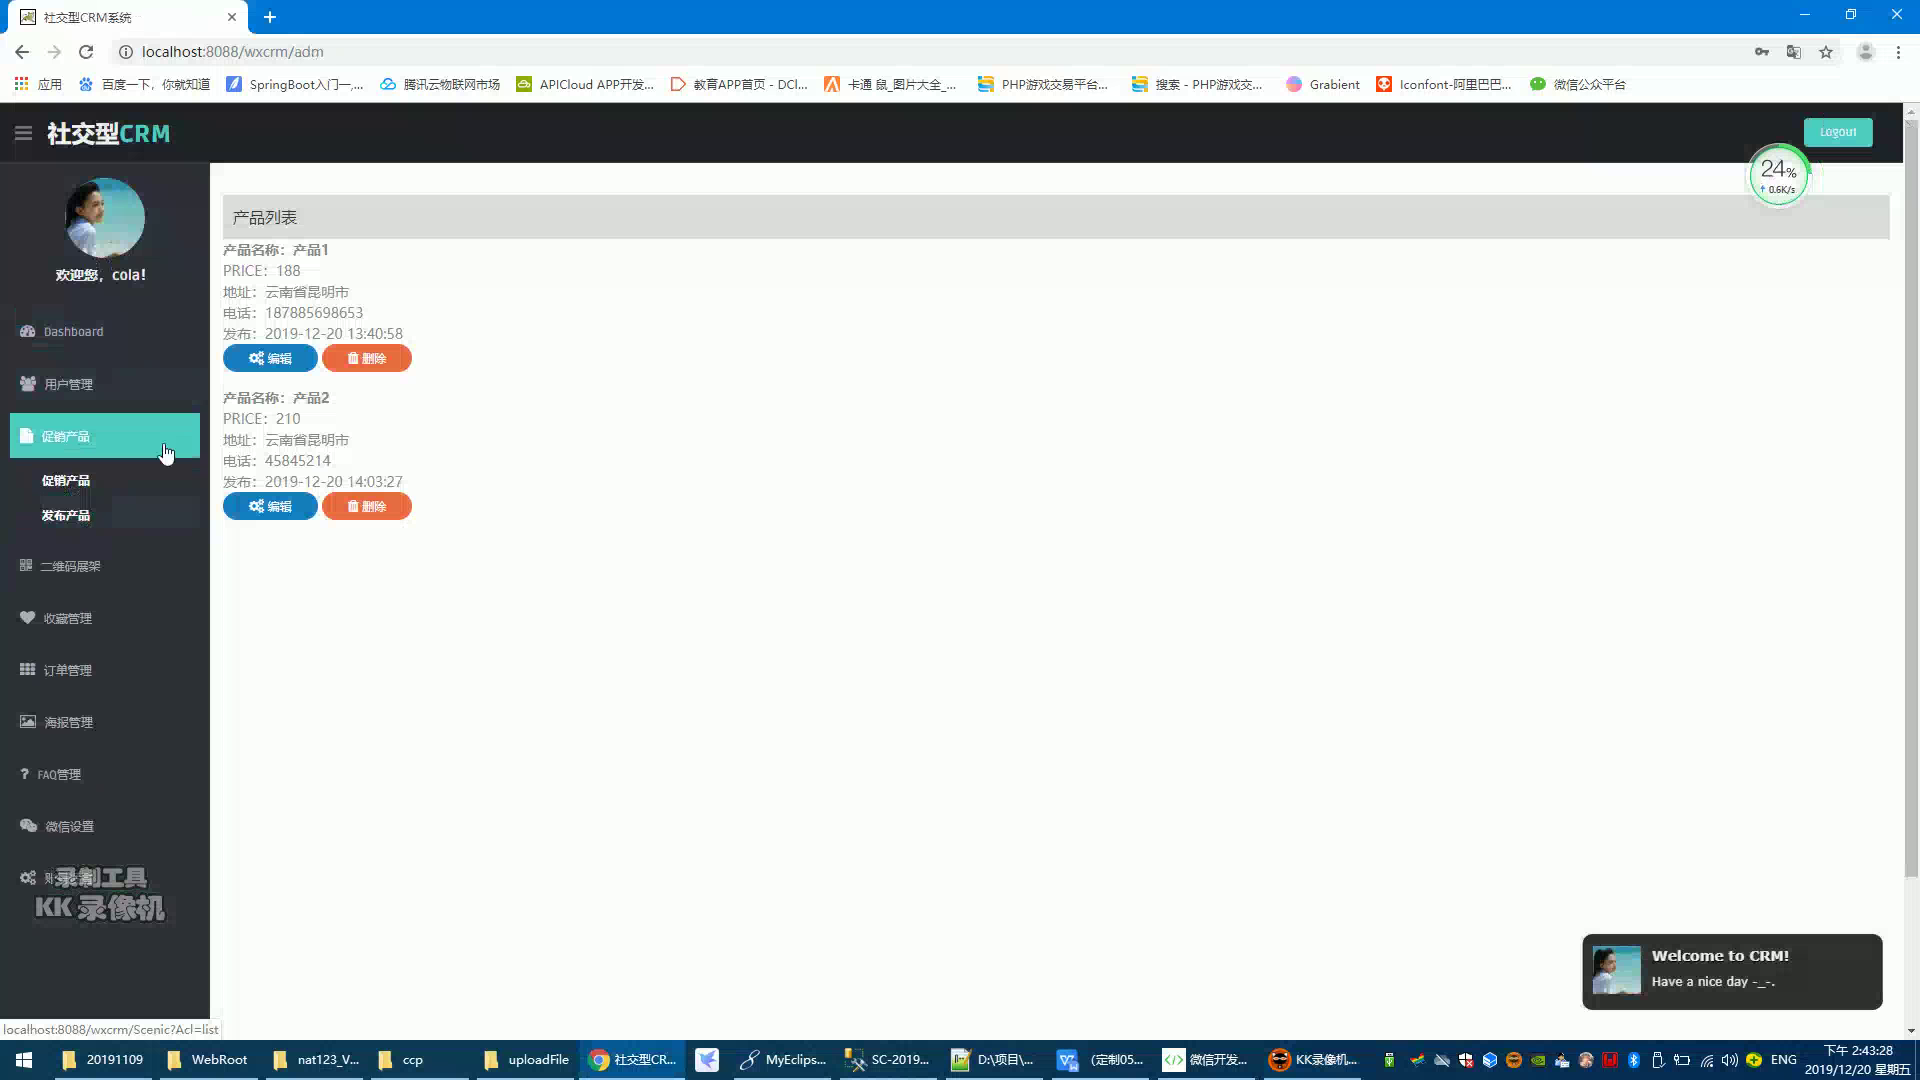 社交型CRM系统
localhost:8088/wxcrm/adm
应用
百度一下，你就知道
SpringBoot入门一,...
腾讯云物联网市场
APICloud APP开发...
教育APP首页 - DCl...
卡通 鼠_图片大全_...
PHP游戏交易平台...
搜索 - PHP游戏交...
Grabient
Iconfont-阿里巴巴...
微信公众平台
社交型CRM
Logout
24%
↑ 0.6K/s
欢迎您，cola！
Dashboard
用户管理
促销产品
促销产品
发布产品
二维码展架
收藏管理
订单管理
海报管理
? FAQ管理
微信设置
录制工具
KK 录像机
产品列表
产品名称：产品1
PRICE：188
地址：云南省昆明市
电话：187885698653
发布：2019-12-20 13:40:58
编辑
删除
产品名称：产品2
PRICE：210
地址：云南省昆明市
电话：45845214
发布：2019-12-20 14:03:27
编辑
删除
Welcome to CRM!
Have a nice day -_-.
localhost:8088/wxcrm/Scenic?Acl=list
20191109
WebRoot
nat123_V...
ccp
uploadFile
社交型CR...
MyEclips...
SC-2019...
D:\项目\...
(定制05...
微信开发...
KK录像机...
ENG
下午 2:43:28
2019/12/20 星期五